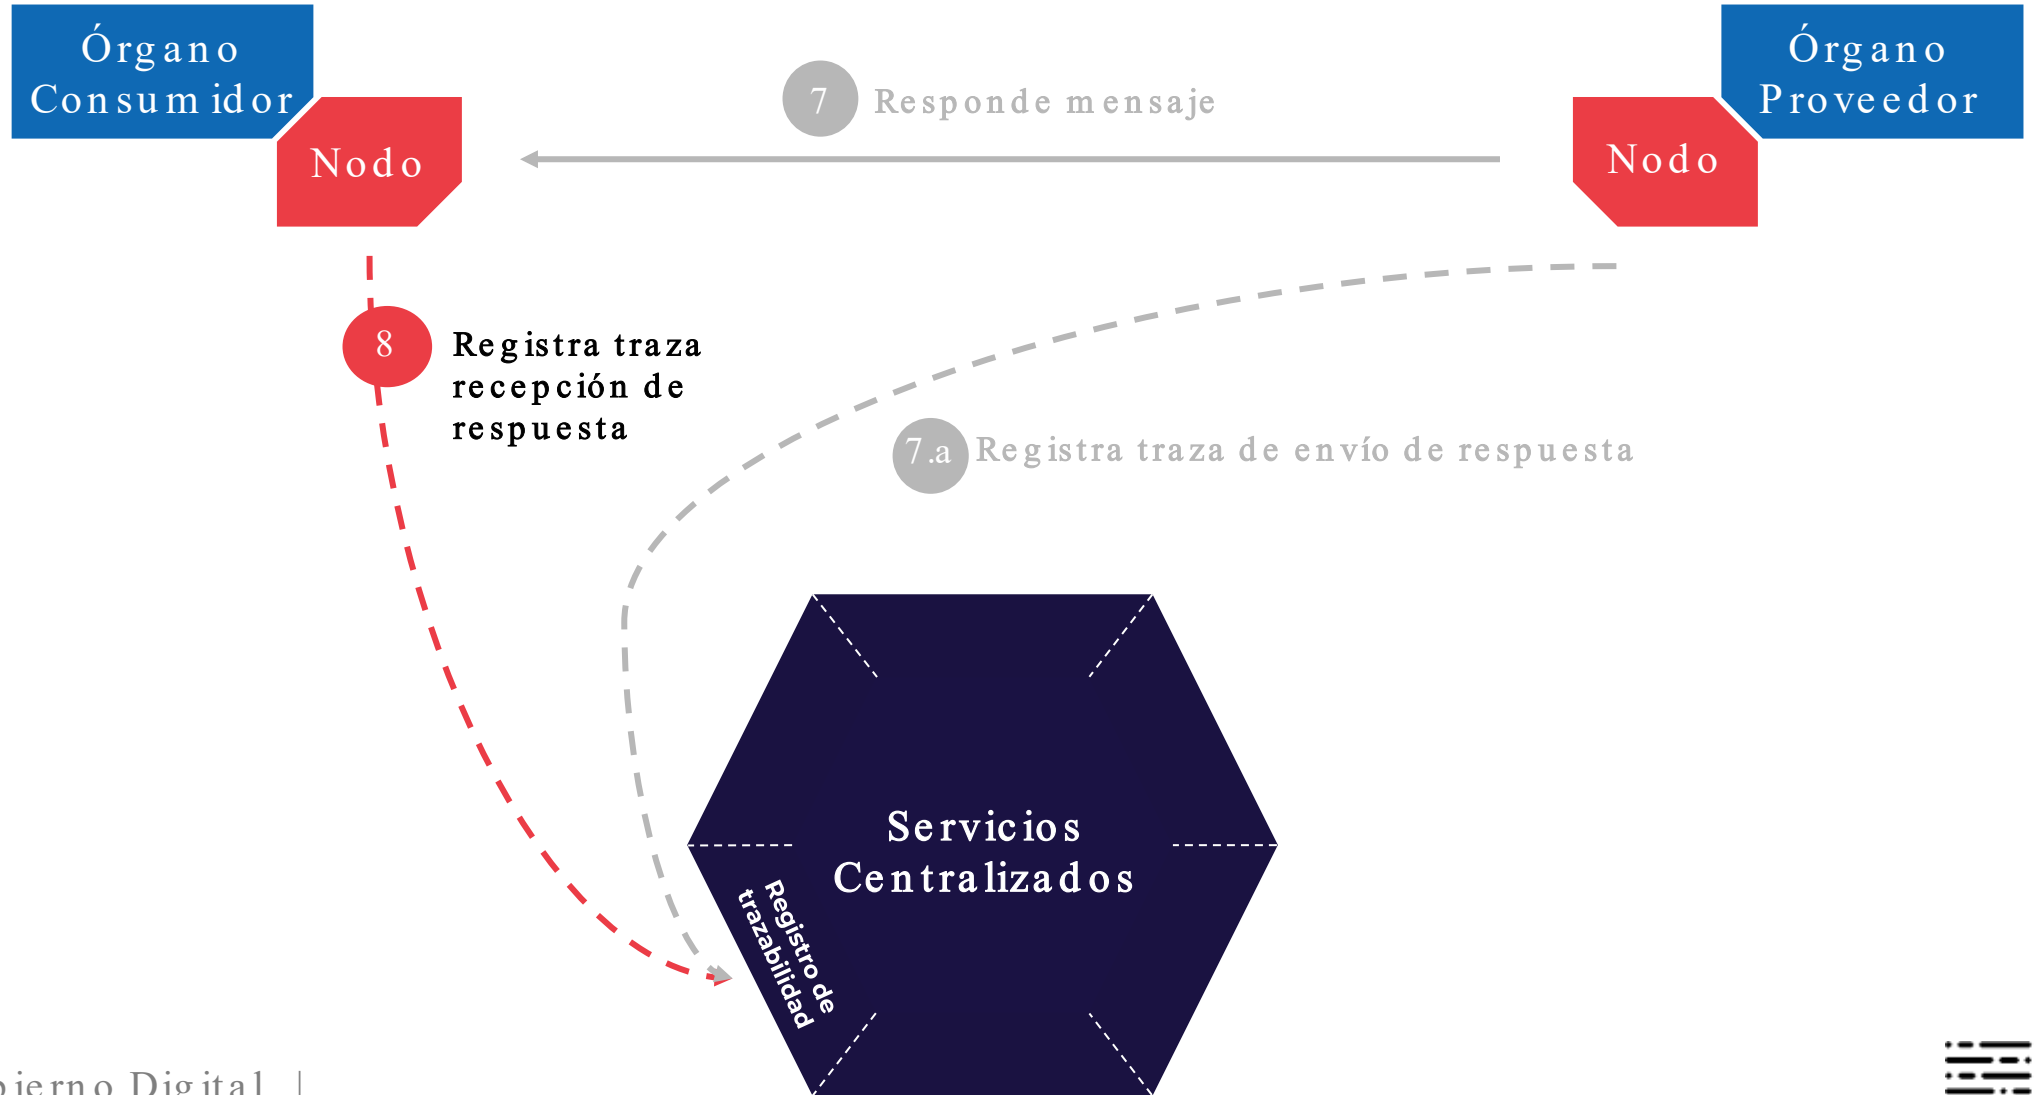 Órgano
Consumidor
Nodo
7
Responde mensaje
Órgano
Proveedor
Nodo
8
Registra traza
recepción de
respuesta
7.a
Registra traza de envío de respuesta
Servicios
Centralizados
Registro de
trazabilidad
Digital |